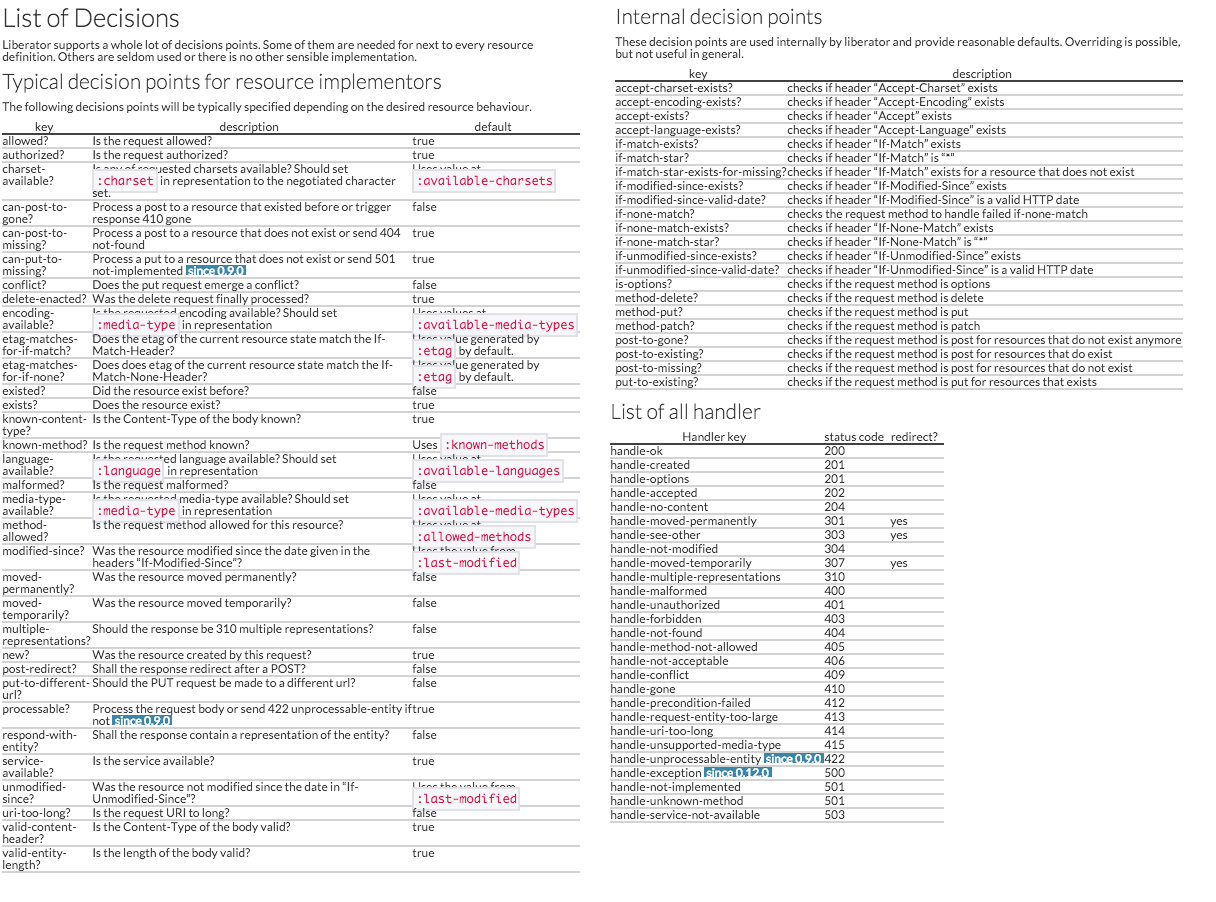 List of Decisions
Liberator supports a whole lot of decisions points. Some of them are needed for next to every resource
definition. Others are seldom used or there is no other sensible implementation.
Typical decision points for resource implementors
The following decisions points will be typically specified depending on the desired resource behaviour.
key description default
allowed? Is the request allowed? true
authorized? Is the request authorized? true
charset- Is any of requested charsets available? Should set Uses value at
available? :charset in representation to the negotiated character :available-charsets
set.
can-post-to- Process a post to a resource that existed before or trigger false
gone? response 410 gone
can-post-to- Process a post to a resource that does not exist or send 404 true
missing? not-found
can-put-to- Process a put to a resource that does not exist or send 501 true
missing? not-implemented since 0.9.0
conflict? Does the put request emerge a conflict? false
delete-enacted? Was the delete request finally processed? true
encoding- Is the requested encoding available? Should set Uses values at
available? :media-type in representation :available-media-types
etag-matches- Does the etag of the current resource state match the If- Uses value generated by
for-if-match? Match-Header? :etag by default.
etag-matches- Does does etag of the current resource state match the If- Uses value generated by
for-if-none? Match-None-Header? :etag by default.
existed? Did the resource exist before? false
exists? Does the resource exist? true
known-content- Is the Content-Type of the body known? true
type?
known-method? Is the request method known? Uses :known-methods
language- Is the requested language available? Should set Uses value at
available? :language in representation :available-languages
malformed? Is the request malformed? false
media-type- Is the requested media-type available? Should set Uses value at
available? :media-type in representation :available-media-types
method- Is the request method allowed for this resource? Uses value at
allowed? :allowed-methods
modified-since? Was the resource modified since the date given in the Uses the value from
headers “If-Modified-Since”? :last-modified
moved- Was the resource moved permanently? false
permanently?
moved- Was the resource moved temporarily? false
temporarily?
multiple- Should the response be 310 multiple representations? false
representations?
new? Was the resource created by this request? true
post-redirect? Shall the response redirect after a POST? false
put-to-different- Should the PUT request be made to a different url? false
url?
processable? Process the request body or send 422 unprocessable-entity if true
not since 0.9.0
respond-with- Shall the response contain a representation of the entity? false
entity?
service- Is the service available? true
available?
unmodified- Was the resource not modified since the date in “If- Uses the value from
since? Unmodified-Since”? :last-modified
uri-too-long? Is the request URI to long? false
valid-content- Is the Content-Type of the body valid? true
header?
valid-entity- Is the length of the body valid? true
length?
Internal decision points
These decision points are used internally by liberator and provide reasonable defaults. Overriding is possible,
but not useful in general.
key description
accept-charset-exists? checks if header “Accept-Charset” exists
accept-encoding-exists? checks if header “Accept-Encoding” exists
accept-exists? checks if header “Accept” exists
accept-language-exists? checks if header “Accept-Language” exists
if-match-exists? checks if header “If-Match” exists
if-match-star? checks if header “If-Match” is “*”
if-match-star-exists-for-missing? checks if header “If-Match” exists for a resource that does not exist
if-modified-since-exists? checks if header “If-Modified-Since” exists
if-modified-since-valid-date? checks if header “If-Modified-Since” is a valid HTTP date
if-none-match? checks the request method to handle failed if-none-match
if-none-match-exists? checks if header “If-None-Match” exists
if-none-match-star? checks if header “If-None-Match” is “*”
if-unmodified-since-exists? checks if header “If-Unmodified-Since” exists
if-unmodified-since-valid-date? checks if header “If-Unmodified-Since” is a valid HTTP date
is-options? checks if the request method is options
method-delete? checks if the request method is delete
method-put? checks if the request method is put
method-patch? checks if the request method is patch
post-to-gone? checks if the request method is post for resources that do not exist anymore
post-to-existing? checks if the request method is post for resources that do exist
post-to-missing? checks if the request method is post for resources that do not exist
put-to-existing? checks if the request method is put for resources that exists
List of all handler
Handler key status code redirect?
handle-ok 200
handle-created 201
handle-options 201
handle-accepted 202
handle-no-content 204
handle-moved-permanently 301 yes
handle-see-other 303 yes
handle-not-modified 304
handle-moved-temporarily 307 yes
handle-multiple-representations 310
handle-malformed 400
handle-unauthorized 401
handle-forbidden 403
handle-not-found 404
handle-method-not-allowed 405
handle-not-acceptable 406
handle-conflict 409
handle-gone 410
handle-precondition-failed 412
handle-request-entity-too-large 413
handle-uri-too-long 414
handle-unsupported-media-type 415
handle-unprocessable-entity since 0.9.0 422
handle-exception since 0.12.0 500
handle-not-implemented 501
handle-unknown-method 501
handle-service-not-available 503